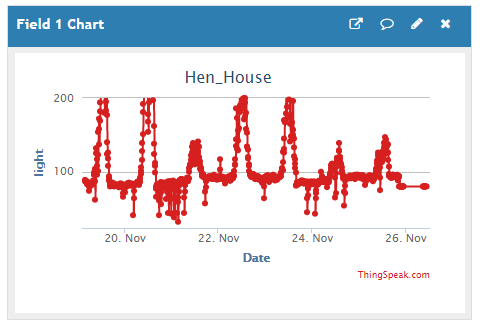 Field 1 Chart
Hen_House
200
100
light
20. Nov 22. Nov 24. Nov 26. Nov
Date
ThingSpeak.com